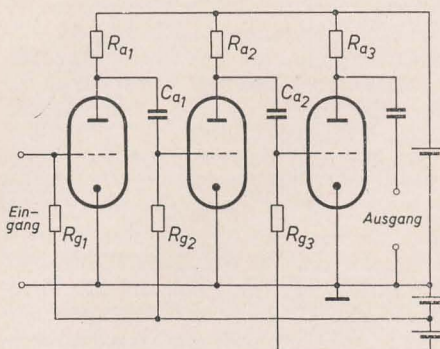 Ra1
Ra2
Ra3
Ca1
Ca2
Ein-
gang
Rg1
Rg2
Rg3
Ausgang